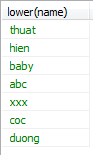 lower(name)
thuat
hien
baby
abc
xxx
coc
duong